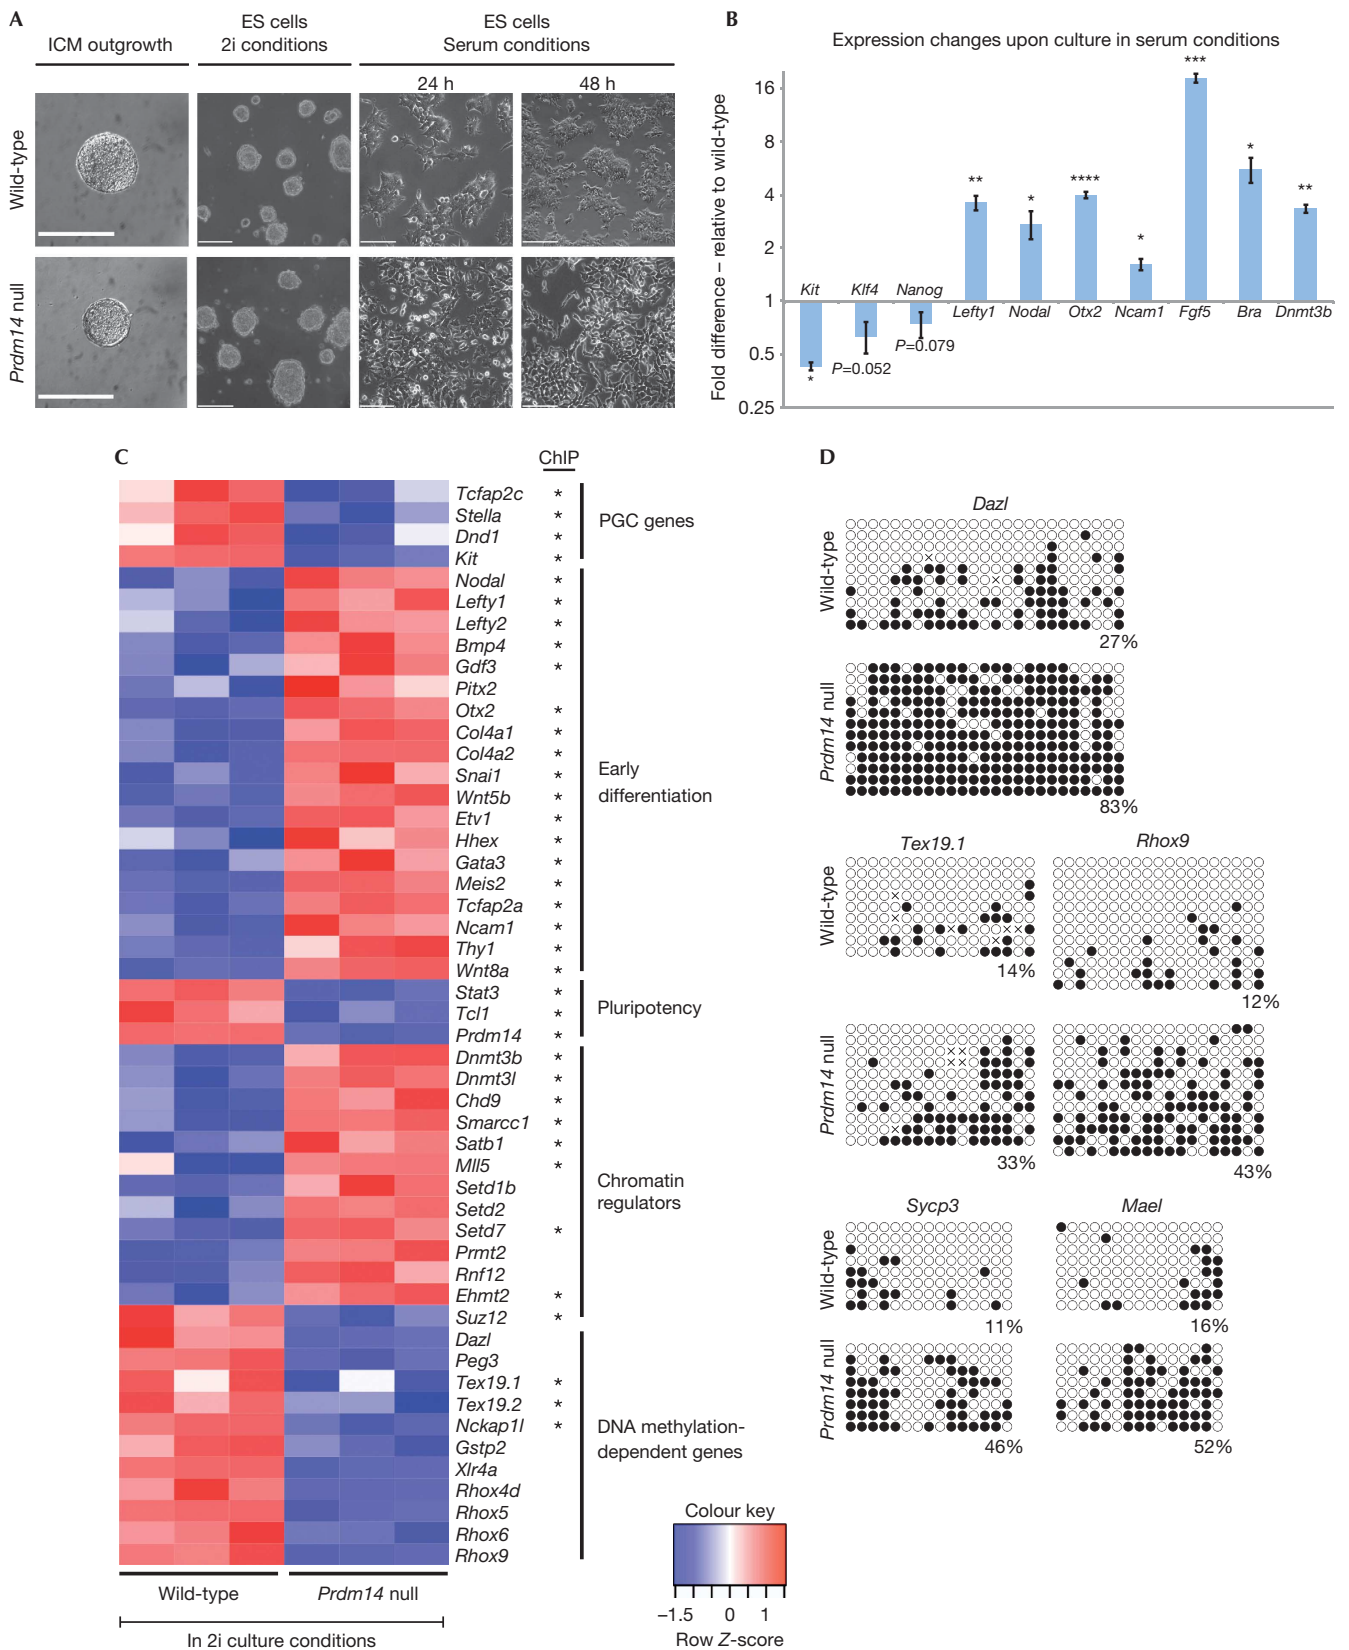 A
ICM outgrowth
ES cells
2i conditions
ES cells
Serum conditions
24 h
48 h
Wild-type
Prdm14 null
B
Expression changes upon culture in serum conditions
Fold difference – relative to wild-type
16
8
4
2
1
0.5
0.25
Kit
Klf4
Nanog
Lefty1
Nodal
Otx2
Ncam1
Fgf5
Bra
Dnmt3b
*
P=0.052
P=0.079
**
*
****
*
***
*
**
C
ChIP
Tcfap2c *
Stella *
Dnd1 *
Kit *
PGC genes
Nodal *
Lefty1 *
Lefty2 *
Bmp4 *
Gdf3 *
Pitx2
Otx2 *
Col4a1 *
Col4a2 *
Snai1 *
Wnt5b *
Etv1 *
Hhex *
Gata3 *
Meis2 *
Tcfap2a *
Ncam1 *
Thy1 *
Wnt8a *
Early
differentiation
Stat3 *
Tcl1 *
Prdm14 *
Pluripotency
Dnmt3b *
Dnmt3l *
Chd9 *
Smarcc1 *
Satb1 *
Mll5 *
Setd1b
Setd2
Setd7 *
Prmt2
Rnf12
Ehmt2 *
Suz12 *
Chromatin
regulators
Dazl
Peg3
Tex19.1 *
Tex19.2 *
Nckap1l *
Gstp2
Xlr4a
Rhox4d
Rhox5
Rhox6
Rhox9
DNA methylation-
dependent genes
Wild-type
Prdm14 null
In 2i culture conditions
Colour key
–1.5 0 1
Row Z-score
D
Dazl
Wild-type
27%
Prdm14 null
83%
Tex19.1
Rhox9
Wild-type
14%
12%
Prdm14 null
33%
43%
Sycp3
Mael
Wild-type
11%
16%
Prdm14 null
46%
52%